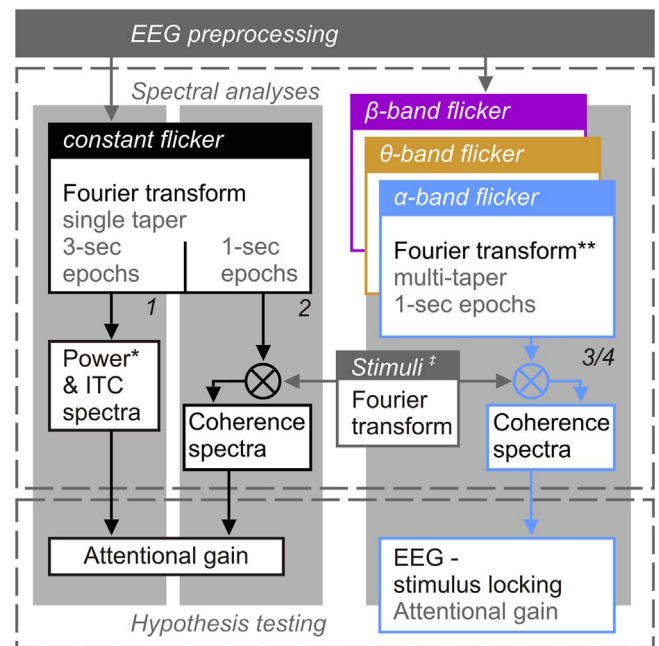 EEG preprocessing
Spectral analyses
constant flicker
Fourier transform
single taper
3-sec
epochs
1-sec
epochs
1
2
Power*
& ITC
spectra
Coherence
spectra
Attentional gain
β-band flicker
θ-band flicker
α-band flicker
Fourier transform**
multi-taper
1-sec epochs
3/4
Stimuli ‡
Fourier
transform
Coherence
spectra
EEG -
stimulus locking
Attentional gain
Hypothesis testing